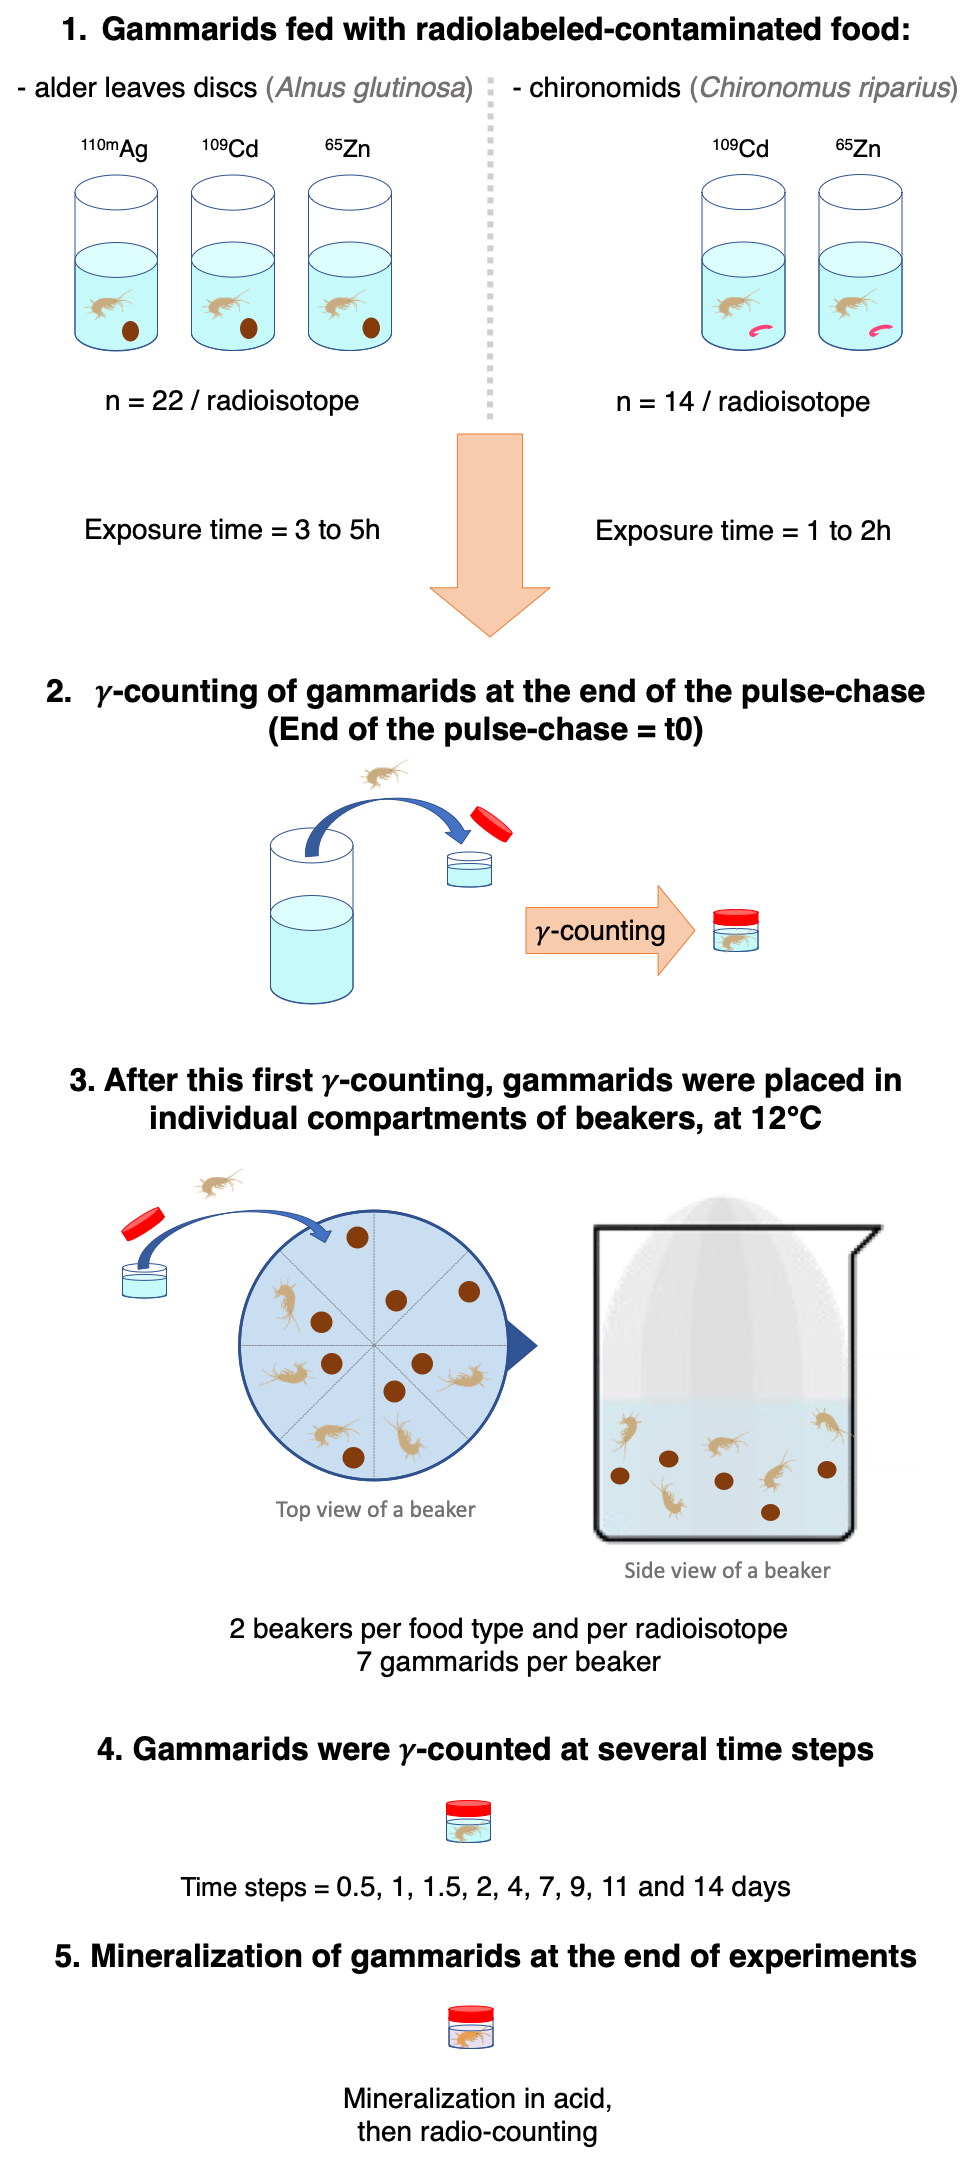 1. Gammarids fed with radiolabeled-contaminated food:
- alder leaves discs (Alnus glutinosa)
- chironomids (Chironomus riparius)
110mAg 109Cd 65Zn
109Cd 65Zn
n = 22 / radioisotope
n = 14 / radioisotope
Exposure time = 3 to 5h
Exposure time = 1 to 2h
2. γ-counting of gammarids at the end of the pulse-chase
(End of the pulse-chase = t0)
γ-counting
3. After this first γ-counting, gammarids were placed in
individual compartments of beakers, at 12°C
Top view of a beaker
Side view of a beaker
2 beakers per food type and per radioisotope
7 gammarids per beaker
4. Gammarids were γ-counted at several time steps
Time steps = 0.5, 1, 1.5, 2, 4, 7, 9, 11 and 14 days
5. Mineralization of gammarids at the end of experiments
Mineralization in acid,
then radio-counting